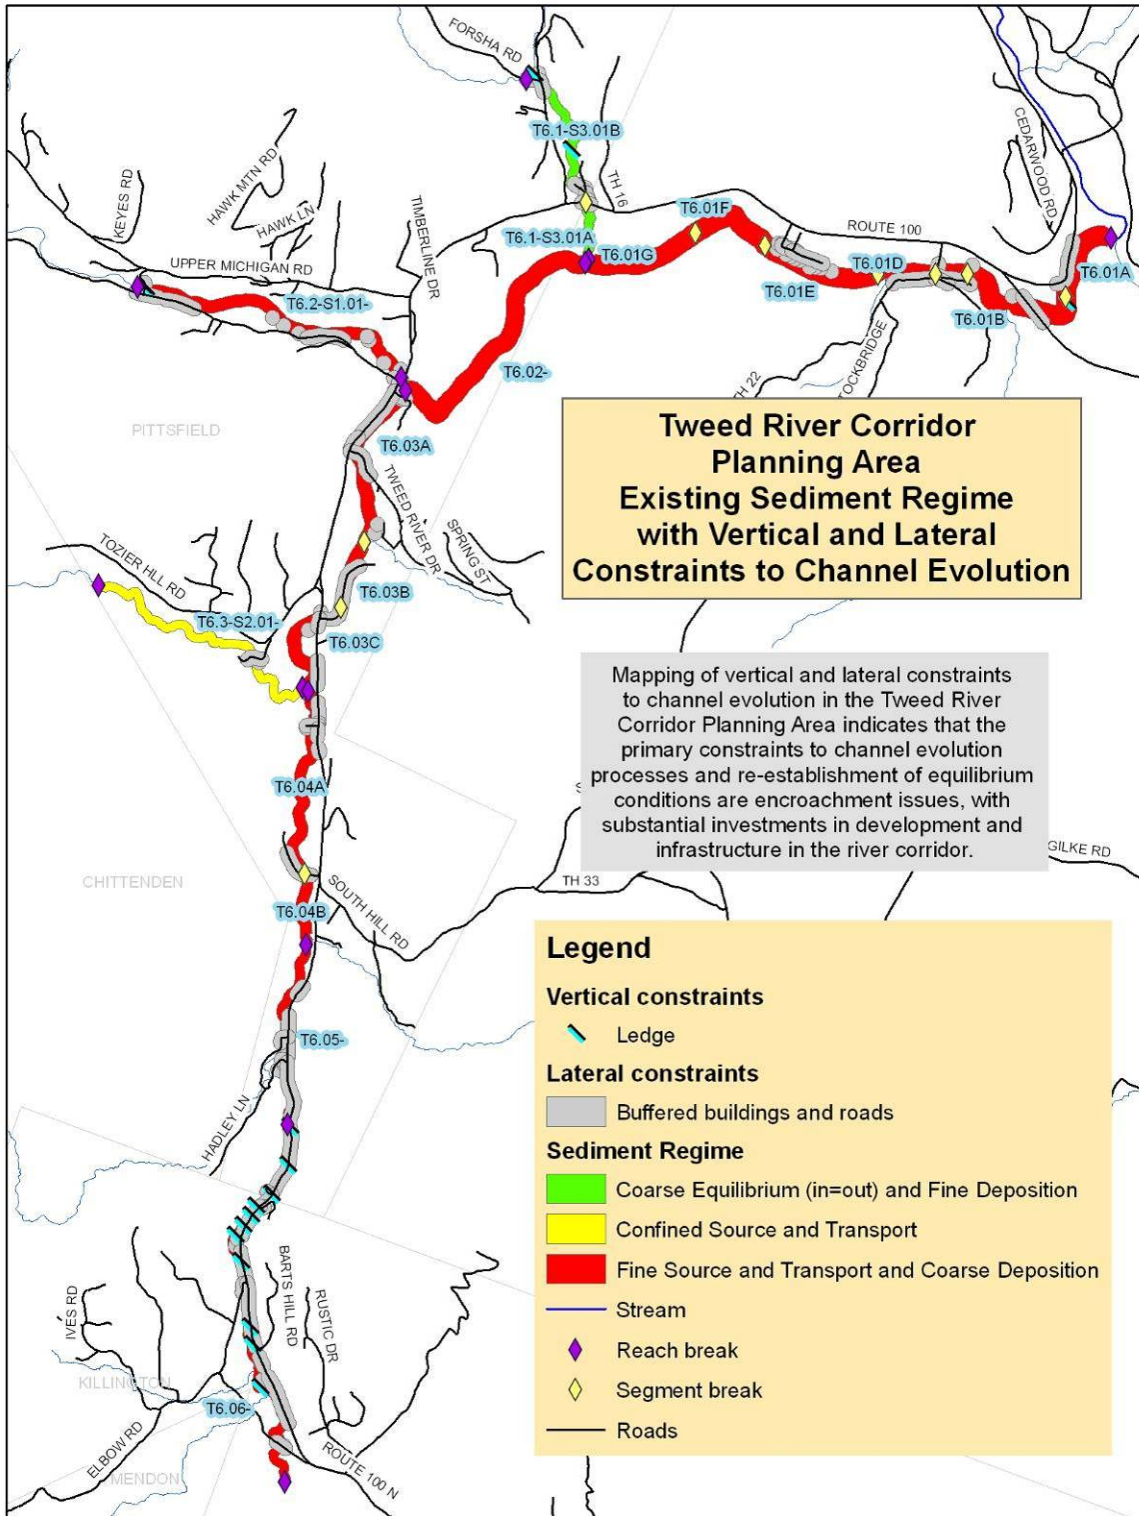 FORSHA RD
T6.1-S3.01B
TH 16
CEDARWOOD RD
KEYES RD
HAWK MTN RD
HAWK LN
TIMBERLINE DR
T6.01F
ROUTE 100
T6.1-S3.01A
T6.01G
T6.01D
T6.01A
UPPER MICHIGAN RD
T6.01E
T6.2-S1.01-
T6.01B
STOCKBRIDGE
T6.02-
TH 22
PITTSFIELD
T6.03A
Tweed River Corridor
Planning Area
Existing Sediment Regime
with Vertical and Lateral
Constraints to Channel Evolution
TWEED RIVER DR
SPRING ST
TOZIER HLL RD
T6.03B
T6.3-S2.01-
T6.03C
Mapping of vertical and lateral constraints
to channel evolution in the Tweed River
Corridor Planning Area indicates that the
primary constraints to channel evolution
processes and re-establishment of equilibrium
conditions are encroachment issues, with
substantial investments in development and
infrastructure in the river corridor.
T6.04A
GILKE RD
CHITTENDEN
TH 33
SOUTH HILL RD
T6.04B
T6.05-
HADLEY LN
Legend
Vertical constraints
Ledge
Lateral constraints
Buffered buildings and roads
Sediment Regime
Coarse Equilibrium (in=out) and Fine Deposition
Confined Source and Transport
Fine Source and Transport and Coarse Deposition
Stream
Reach break
Segment break
Roads
BARTS HILL RD
RUSTIC DR
IVES RD
KILLINGTON
T6.06-
ELBOW RD
ROUTE 100 N
MENDON